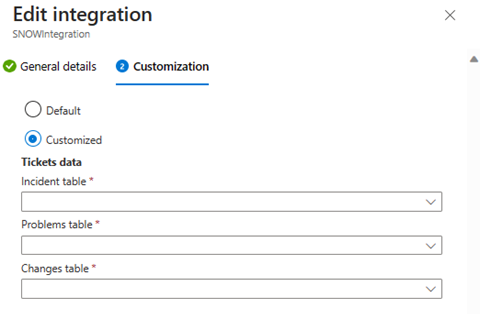 Edit integration
SNOWIntegration
General details
2 Customization
Default
Customized
Tickets data
Incident table *
Problems table *
Changes table *